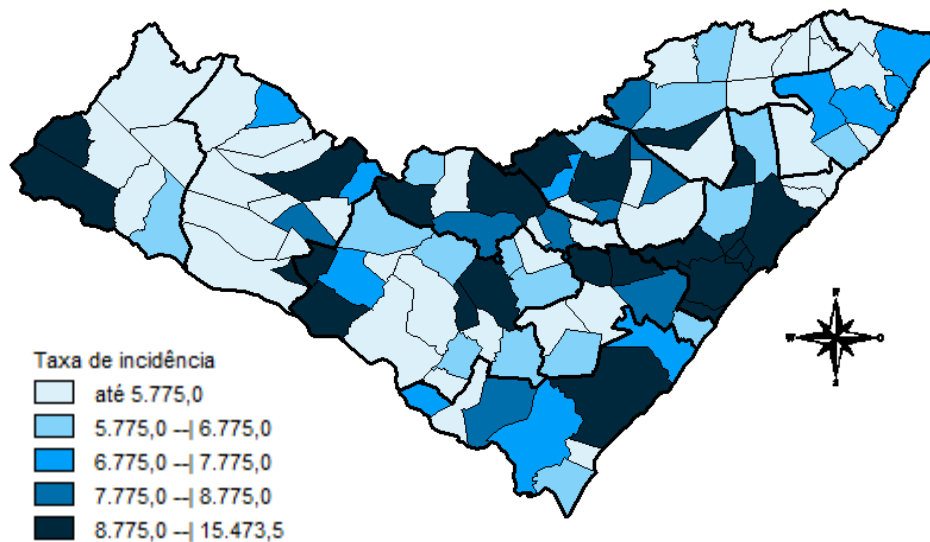 Taxa de incidência
até 5.775,0
5.775,0 --| 6.775,0
6.775,0 --| 7.775,0
7.775,0 --| 8.775,0
8.775,0 --| 15.473,5